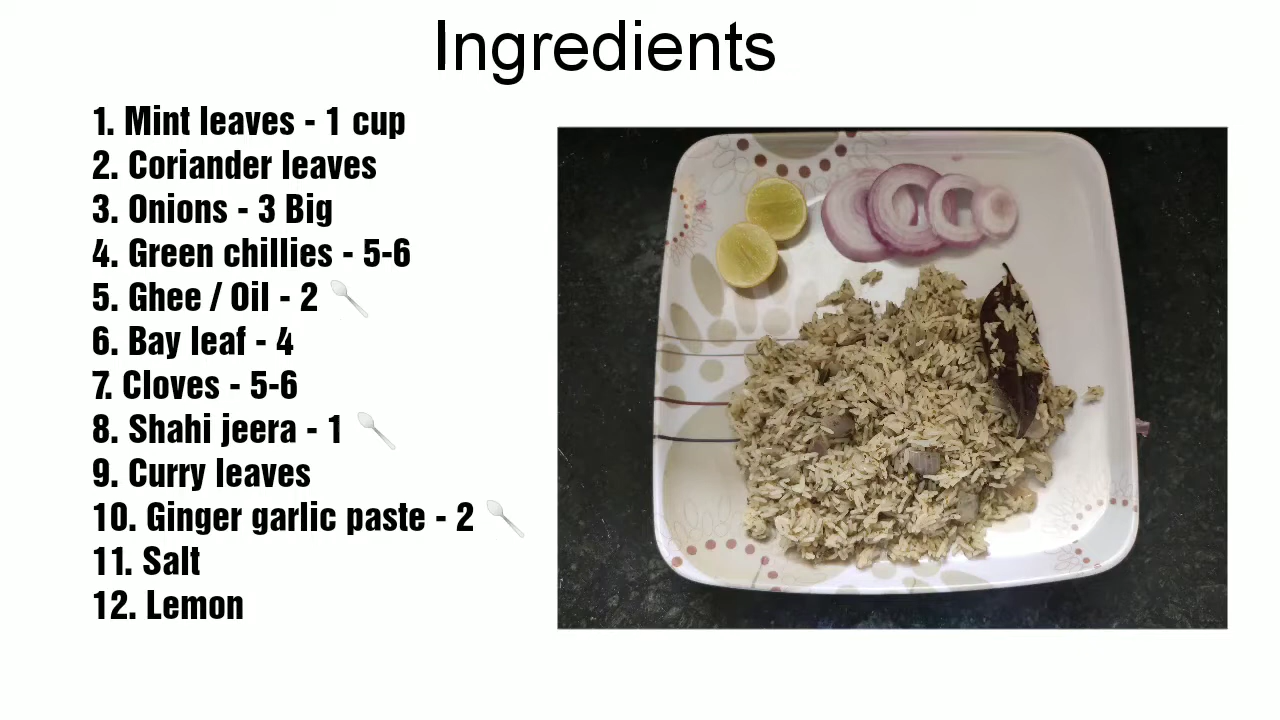 Ingredients
1. Mint leaves - 1 cup
2. Coriander leaves
3. Onions - 3 Big
4. Green chillies - 5-6
5. Ghee / Oil - 2 🥄
6. Bay leaf - 4
7. Cloves - 5-6
8. Shahi jeera - 1 🥄
9. Curry leaves
10. Ginger garlic paste - 2 🥄
11. Salt
12. Lemon